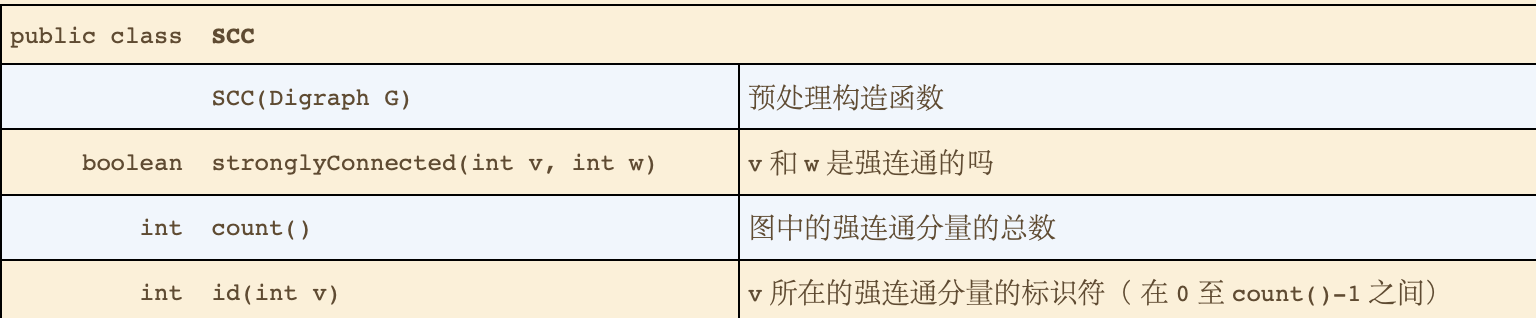 public class SCC
SCC(Digraph G) 预处理构造函数
boolean stronglyConnected(int v, int w) v 和 w 是强连通的吗
int count() 图中的强连通分量的总数
int id(int v) v 所在的强连通分量的标识符（ 在 0 至 count()-1 之间）